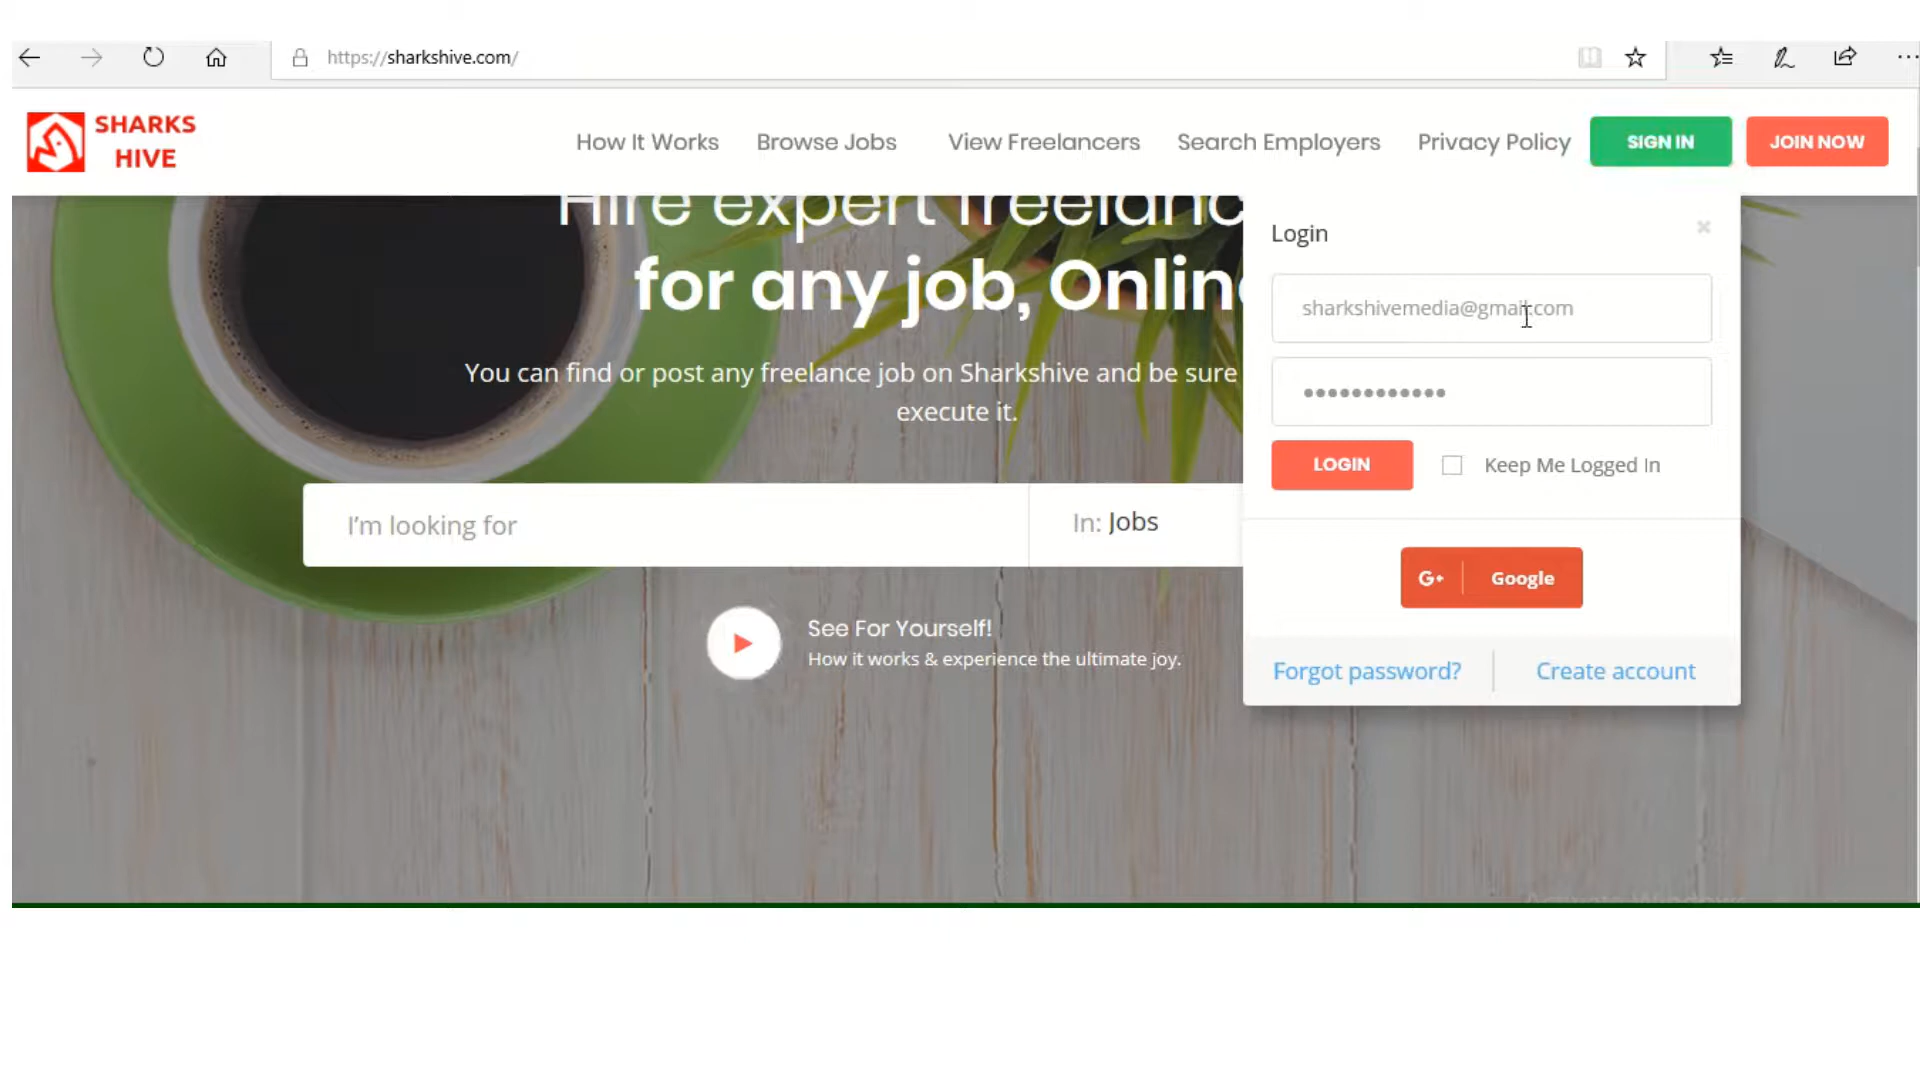 https://sharkshive.com/
SHARKS
HIVE
How It Works
Browse Jobs
View Freelancers
Search Employers
Privacy Policy
SIGN IN
JOIN NOW
Hire expert
for any job,
You can find or post any freelance job on Sharkshive and be sure
execute it.
I'm looking for
In: Jobs
See For Yourself!
How it works & experience the ultimate joy.
Login
sharkshivemedia@gmail.com
LOGIN
Keep Me Logged In
G+ Google
Forgot password?
Create account